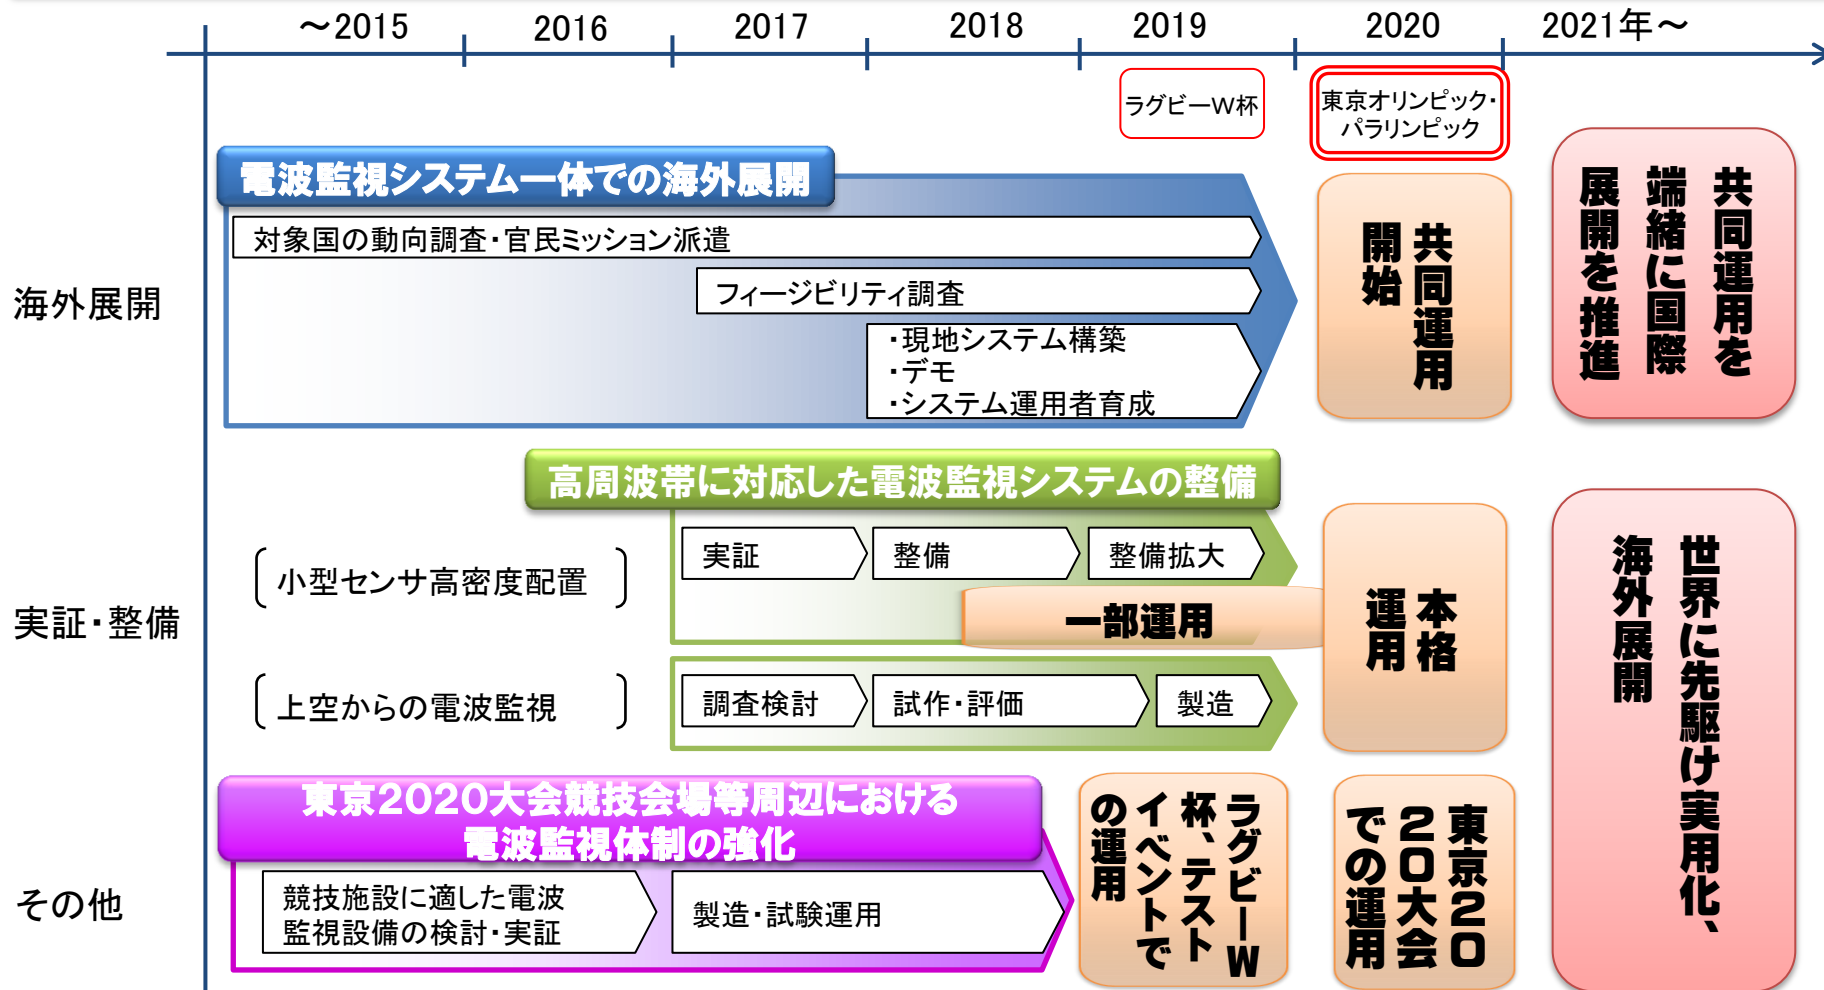 ～2015
2016
2017
2018
2019
2020
2021年～
ラグビーW杯
東京オリンピック・
パラリンピック
海外展開
電波監視システム一体での海外展開
対象国の動向調査・官民ミッション派遣
フィージビリティ調査
・現地システム構築
・デモ
・システム運用者育成
共同運用
開始
共同運用を
端緒に国際
展開を推進
実証・整備
高周波帯に対応した電波監視システムの整備
小型センサ高密度配置
実証
整備
整備拡大
一部運用
上空からの電波監視
調査検討
試作・評価
製造
本格
運用
世界に先駆け実用化、
海外展開
その他
東京2020大会競技会場等周辺における
電波監視体制の強化
競技施設に適した電波
監視設備の検討・実証
製造・試験運用
ラグビーW
杯、テスト
イベントで
の運用
東京20
20大会
での運用